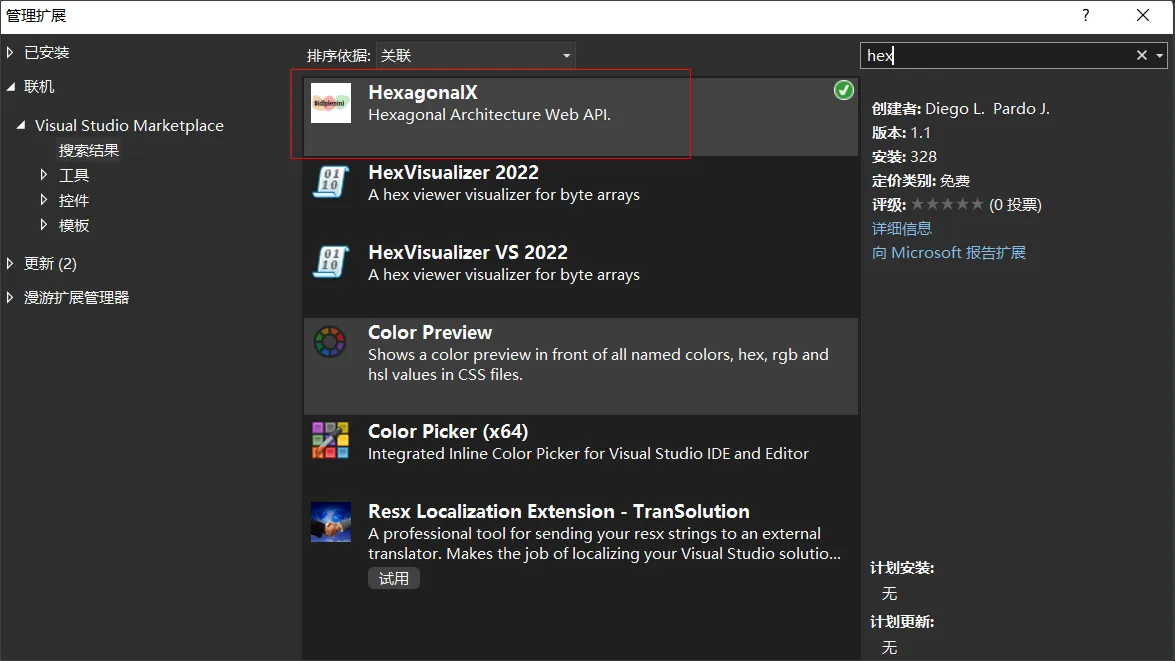 管理扩展
?
已安装
联机
Visual Studio Marketplace
搜索结果
工具
控件
模板
更新 (2)
漫游扩展管理器
排序依据: 关联
HexagonalX
Hexagonal Architecture Web API.
HexVisualizer 2022
A hex viewer visualizer for byte arrays
HexVisualizer VS 2022
A hex viewer visualizer for byte arrays
Color Preview
Shows a color preview in front of all named colors, hex, rgb and
hsl values in CSS files.
Color Picker (x64)
Integrated Inline Color Picker for Visual Studio IDE and Editor
Resx Localization Extension - TranSolution
A professional tool for sending your resx strings to an external
translator. Makes the job of localizing your Visual Studio solutio...
试用
hex
创建者: Diego L. Pardo J.
版本: 1.1
安装: 328
定价类别: 免费
评级: ★★★★★ (0 投票)
详细信息
向 Microsoft 报告扩展
计划安装:
无
计划更新:
无